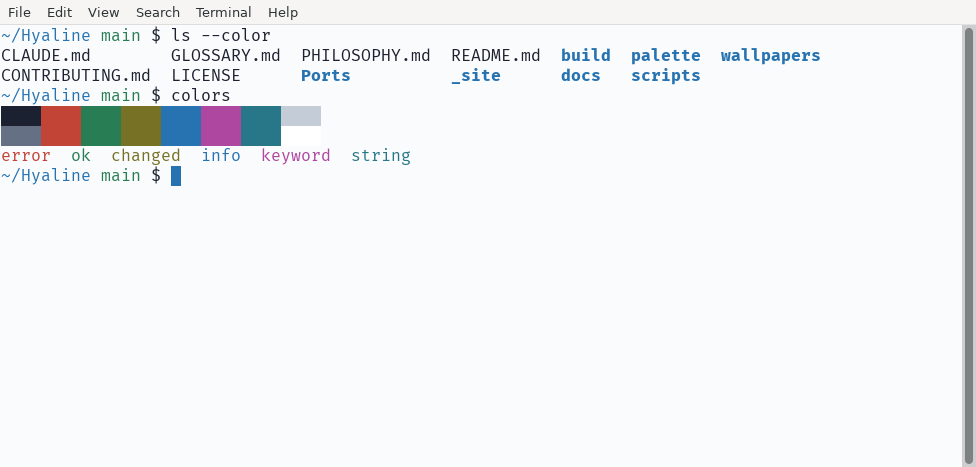 File Edit View Search Terminal Help
~/Hyaline main $ ls --color
CLAUDE.md GLOSSARY.md PHILOSOPHY.md README.md build palette wallpapers
CONTRIBUTING.md LICENSE Ports _site docs scripts
~/Hyaline main $ colors
error ok changed info keyword string
~/Hyaline main $